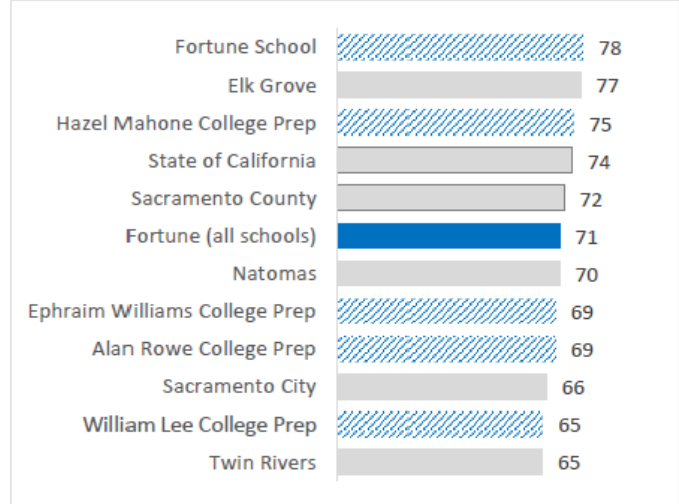 Fortune School 78
Elk Grove 77
Hazel Mahone College Prep 75
State of California 74
Sacramento County 72
Fortune (all schools) 71
Natomas 70
Ephraim Williams College Prep 69
Alan Rowe College Prep 69
Sacramento City 66
William Lee College Prep 65
Twin Rivers 65